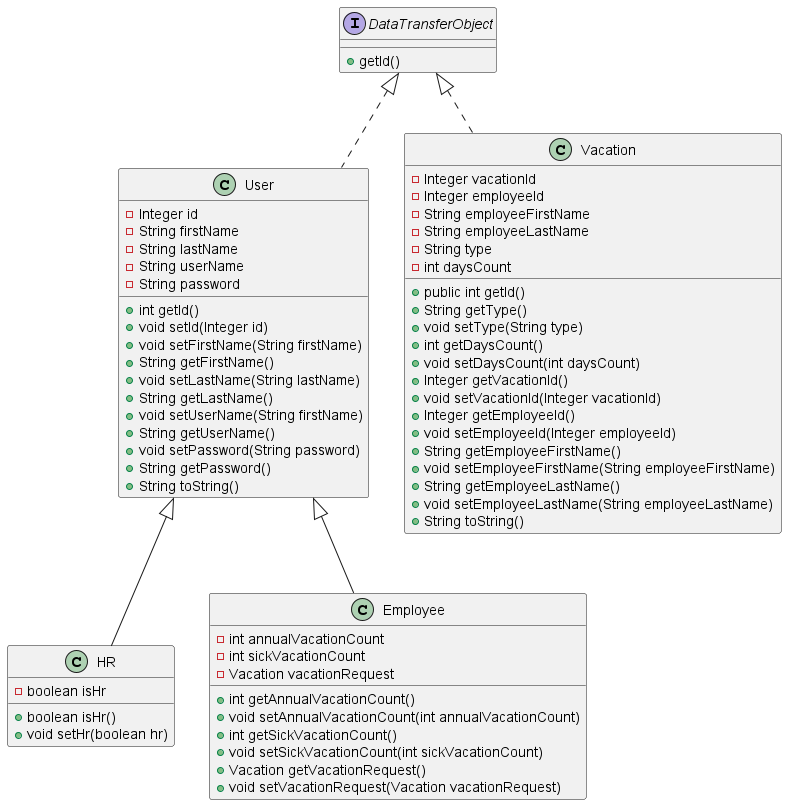 I DataTransferObject
getId()
C User
Integer id
String firstName
String lastName
String userName
String password
int getId()
void setId(Integer id)
void setFirstName(String firstName)
String getFirstName()
void setLastName(String lastName)
String getLastName()
void setUserName(String firstName)
String getUserName()
void setPassword(String password)
String getPassword()
String toString()
C Vacation
Integer vacationId
Integer employeeId
String employeeFirstName
String employeeLastName
String type
int daysCount
public int getId()
String getType()
void setType(String type)
int getDaysCount()
void setDaysCount(int daysCount)
Integer getVacationId()
void setVacationId(Integer vacationId)
Integer getEmployeeId()
void setEmployeeId(Integer employeeId)
String getEmployeeFirstName()
void setEmployeeFirstName(String employeeFirstName)
String getEmployeeLastName()
void setEmployeeLastName(String employeeLastName)
String toString()
C HR
boolean isHr
boolean isHr()
void setHr(boolean hr)
C Employee
int annualVacationCount
int sickVacationCount
Vacation vacationRequest
int getAnnualVacationCount()
void setAnnualVacationCount(int annualVacationCount)
int getSickVacationCount()
void setSickVacationCount(int sickVacationCount)
Vacation getVacationRequest()
void setVacationRequest(Vacation vacationRequest)